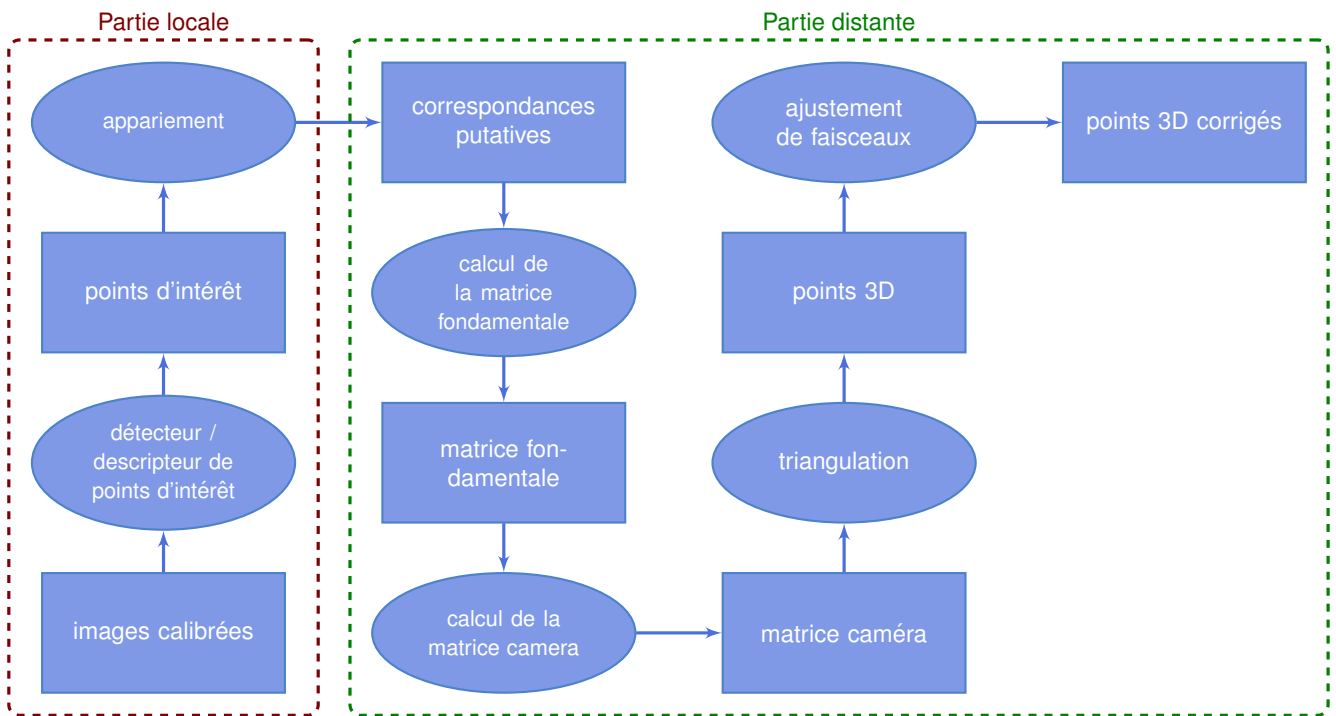 Partie locale
Partie distante
appariement
points d'intérêt
détecteur /
descripteur de
points d'intérêt
images calibrées
correspondances
putatives
calcul de
la matrice
fondamentale
matrice fon-
damentale
calcul de la
matrice camera
ajustement
de faisceaux
points 3D
triangulation
matrice caméra
points 3D corrigés